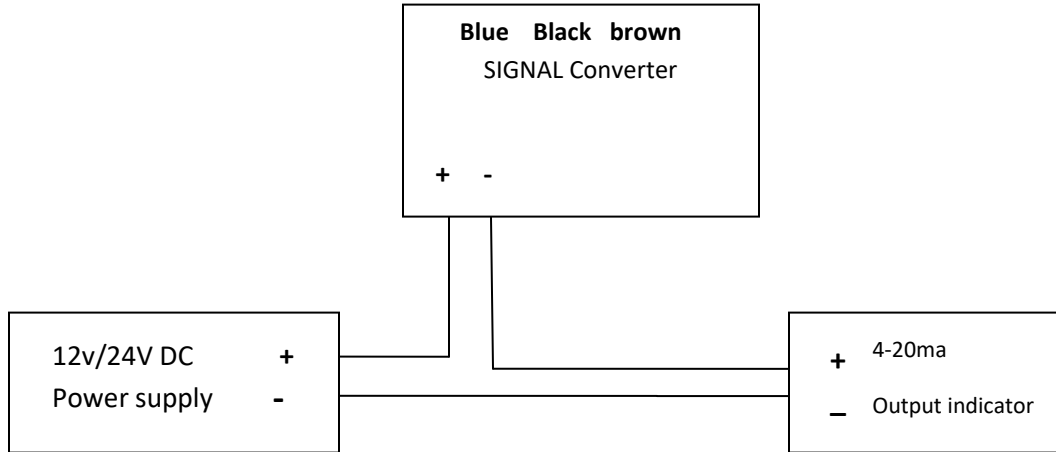 Blue Black brown
SIGNAL Converter
+ -
12v/24V DC +
Power supply -
+ 4-20ma
– Output indicator